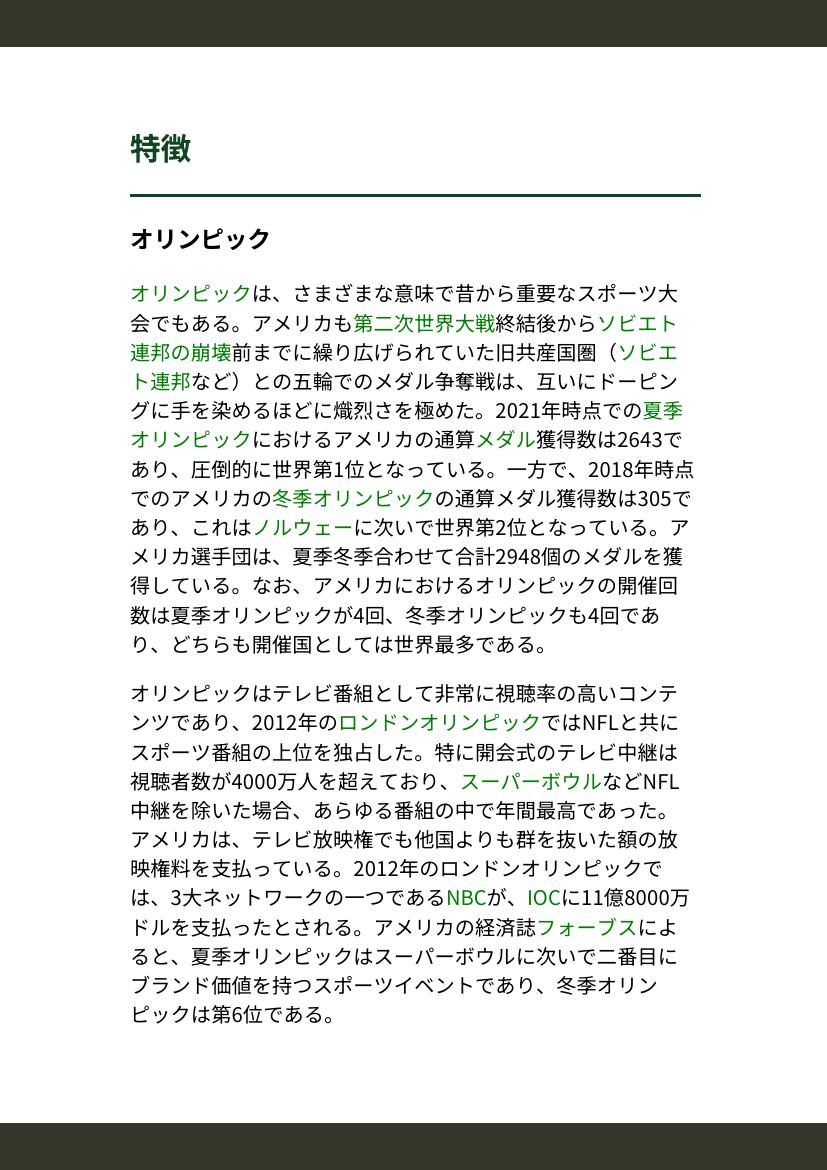 特徴
オリンピック
オリンピックは、さまざまな意味で昔から重要なスポーツ大
会でもある。アメリカも第二次世界大戦終結後からソビエト
連邦の崩壊前までに繰り広げられていた旧共産国圏（ソビエ
ト連邦など）との五輪でのメダル争奪戦は、互いにドーピン
グに手を染めるほどに熾烈さを極めた。2021年時点での夏季
オリンピックにおけるアメリカの通算メダル獲得数は2643で
あり、圧倒的に世界第1位となっている。一方で、2018年時点
でのアメリカの冬季オリンピックの通算メダル獲得数は305で
あり、これはノルウェーに次いで世界第2位となっている。ア
メリカ選手団は、夏季冬季合わせて合計2948個のメダルを獲
得している。なお、アメリカにおけるオリンピックの開催回
数は夏季オリンピックが4回、冬季オリンピックも4回であ
り、どちらも開催国としては世界最多である。
オリンピックはテレビ番組として非常に視聴率の高いコンテ
ンツであり、2012年のロンドンオリンピックではNFLと共に
スポーツ番組の上位を独占した。特に開会式のテレビ中継は
視聴者数が4000万人を超えており、スーパーボウルなどNFL
中継を除いた場合、あらゆる番組の中で年間最高であった。
アメリカは、テレビ放映権でも他国よりも群を抜いた額の放
映権料を支払っている。2012年のロンドンオリンピックで
は、3大ネットワークの一つであるNBCが、IOCに11億8000万
ドルを支払ったとされる。アメリカの経済誌フォーブスによ
ると、夏季オリンピックはスーパーボウルに次いで二番目に
ブランド価値を持つスポーツイベントであり、冬季オリン
ピックは第6位である。